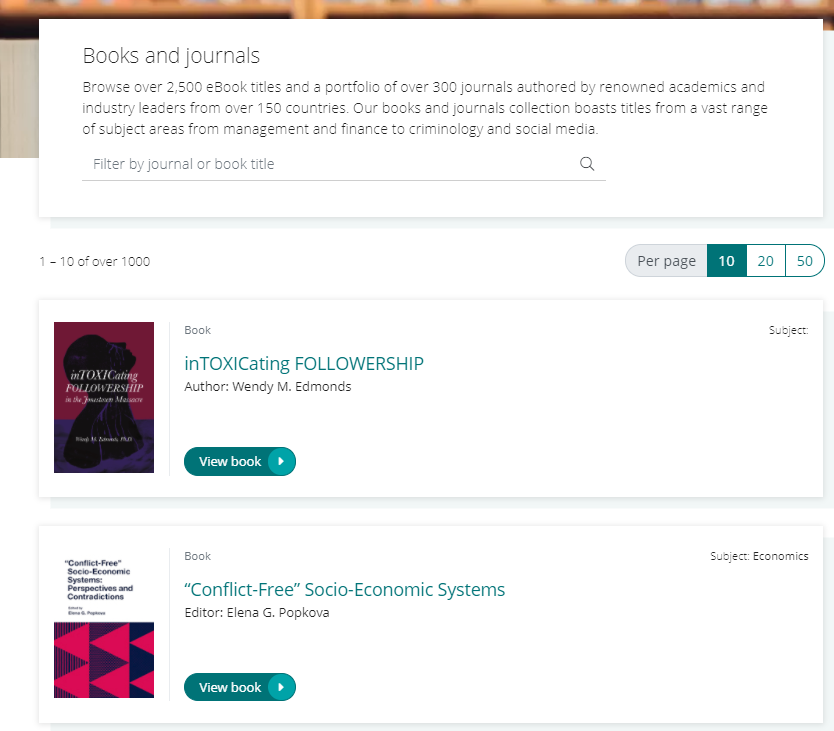 Books and journals
Browse over 2,500 eBook titles and a portfolio of over 300 journals authored by renowned academics and
industry leaders from over 150 countries. Our books and journals collection boasts titles from a vast range
of subject areas from management and finance to criminology and social media.
Filter by journal or book title
1 – 10 of over 1000
Per page 10 20 50
Book
Subject:
inTOXICating FOLLOWERSHIP
Author: Wendy M. Edmonds
View book
inTOXICating
FOLLOWERSHIP
in the Jonestown Massacre
Wendy M. Edmonds, Ph.D.
Book
Subject: Economics
“Conflict-Free” Socio-Economic Systems
Editor: Elena G. Popkova
View book
“Conflict-Free”
Socio-Economic
Systems:
Perspectives and
Contradictions
Edited by
Elena G. Popkova